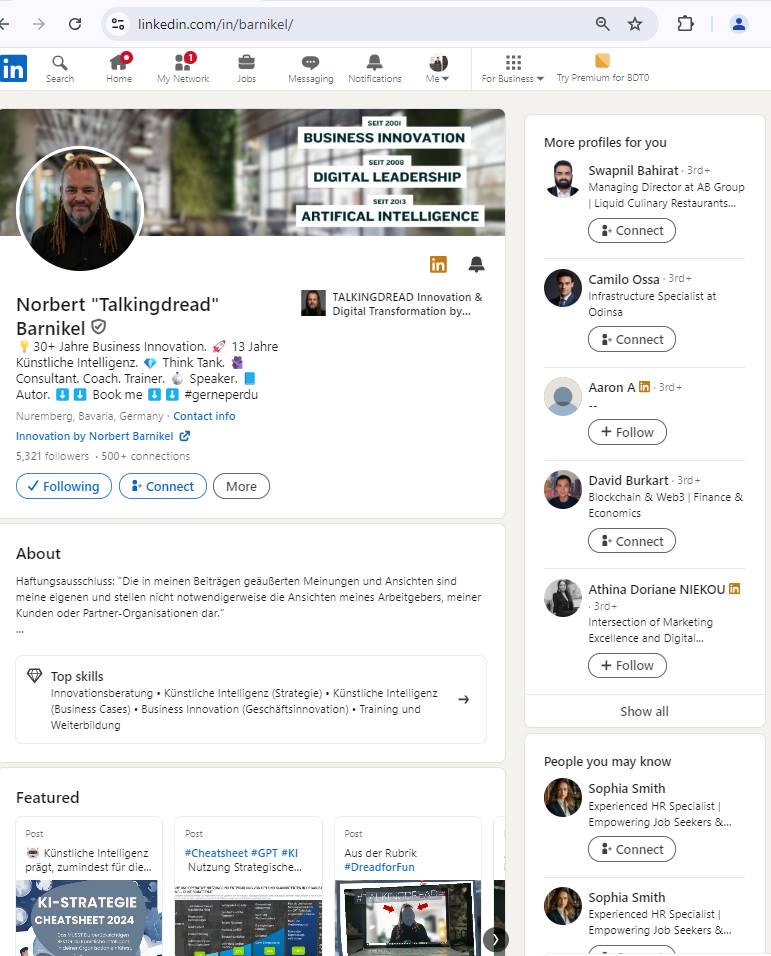 linkedin.com/in/barnikel/
in
Search
Home
1
My Network
Jobs
Messaging
Notifications
Me
For Business
Try Premium for BDT0
SEIT 2001
BUSINESS INNOVATION
SEIT 2008
DIGITAL LEADERSHIP
SEIT 2013
ARTIFICAL INTELLIGENCE
in
Norbert "Talkingdread"
Barnikel
TALKINGDREAD Innovation &
Digital Transformation by...
💡30+ Jahre Business Innovation. 🚀 13 Jahre
Künstliche Intelligenz. 💎 Think Tank.
Consultant. Coach. Trainer. Speaker. 📘
Autor. ⬇️⬇️ Book me ⬇️⬇️ #gerneperdu
Nuremberg, Bavaria, Germany · Contact info
Innovation by Norbert Barnikel
5,321 followers · 500+ connections
Following
Connect
More
About
Haftungsausschluss: "Die in meinen Beiträgen geäußerten Meinungen und Ansichten sind
meine eigenen und stellen nicht notwendigerweise die Ansichten meines Arbeitgebers, meiner
Kunden oder Partner-Organisationen dar."
...
Top skills
Innovationsberatung • Künstliche Intelligenz (Strategie) • Künstliche Intelligenz
(Business Cases) • Business Innovation (Geschäftsinnovation) • Training und
Weiterbildung
Featured
Post
🤖 Künstliche Intelligenz
prägt, zumindest für die...
KI-STRATEGIE
CHEATSHEET 2024
Post
#Cheatsheet #GPT #KI
Nutzung Strategische...
Post
Aus der Rubrik
#DreadforFun
#TALKINGDREAD
More profiles for you
Swapnil Bahirat · 3rd+
Managing Director at AB Group
| Liquid Culinary Restaurants...
Connect
Camilo Ossa · 3rd+
Infrastructure Specialist at
Odinsa
Connect
Aaron A in · 3rd+
--
+ Follow
David Burkart · 3rd+
Blockchain & Web3 | Finance &
Economics
Connect
Athina Doriane NIEKOU in
· 3rd+
Intersection of Marketing
Excellence and Digital...
+ Follow
Show all
People you may know
Sophia Smith
Experienced HR Specialist |
Empowering Job Seekers &...
Connect
Sophia Smith
Experienced HR Specialist |
Empowering Job Seekers &...